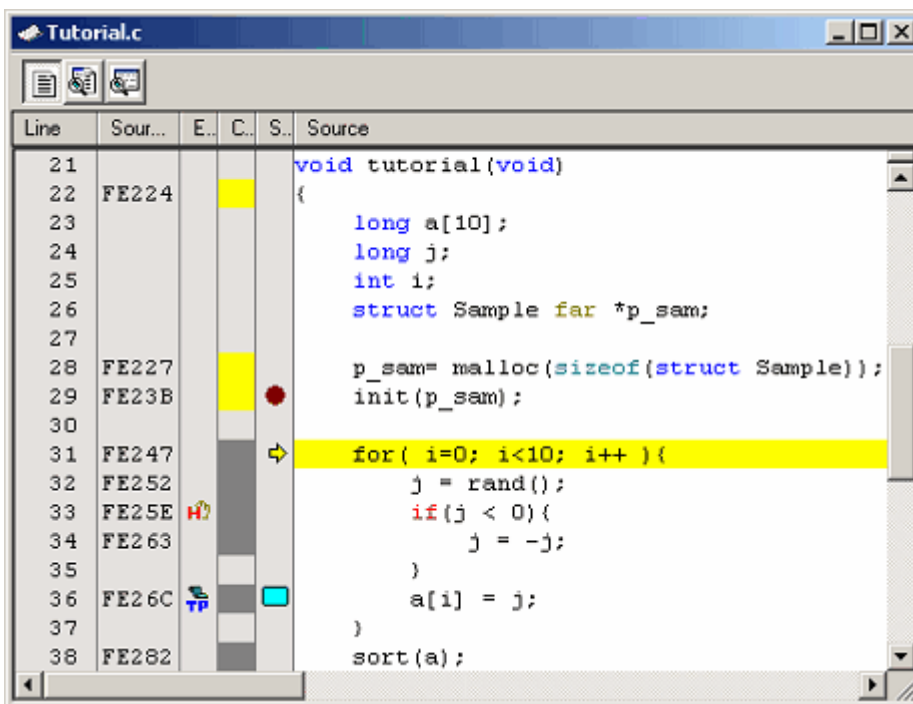 Tutorial.c
Line Sour... E.. C.. S.. Source
21 void tutorial(void)
22 FE224 {
23 long a[10];
24 long j;
25 int i;
26 struct Sample far *p_sam;
27
28 FE227 p_sam= malloc(sizeof(struct Sample));
29 FE23B init(p_sam);
30
31 FE247 for( i=0; i<10; i++ ){
32 FE252 j = rand();
33 FE25E H if(j < 0){
34 FE263 j = -j;
35 }
36 FE26C TP a[i] = j;
37 }
38 FE282 sort(a);